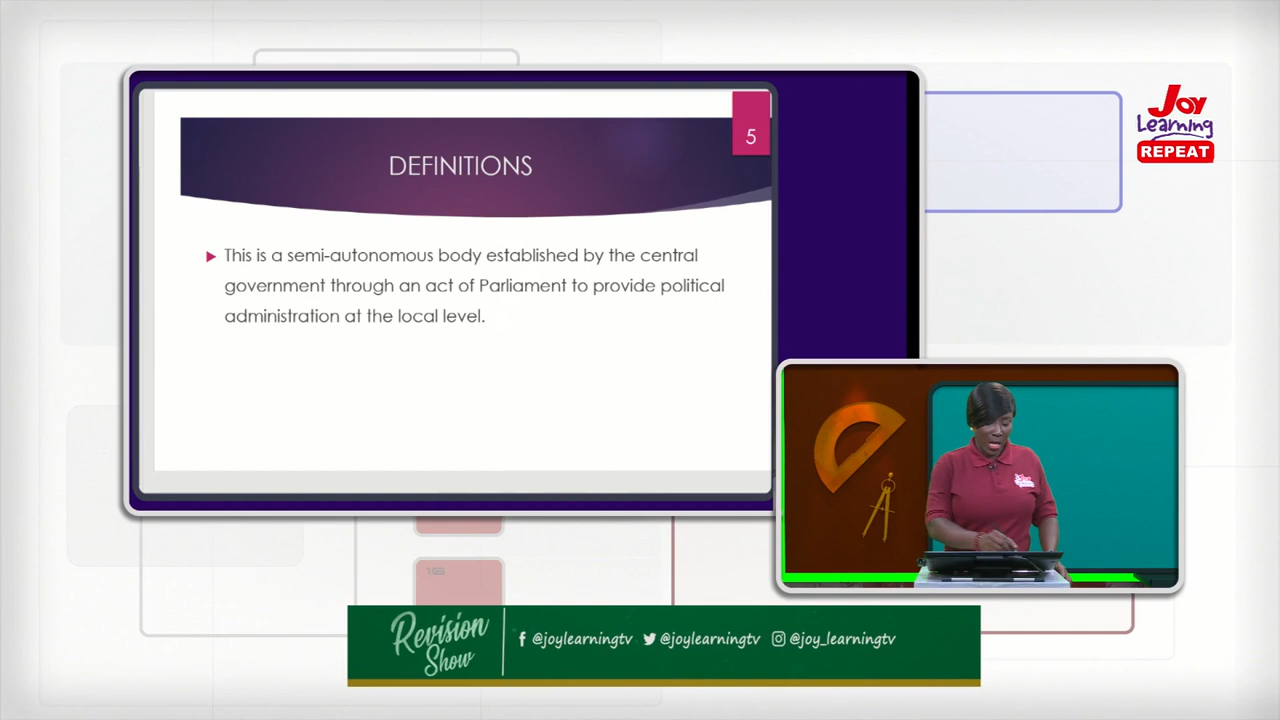 5
DEFINITIONS
This is a semi-autonomous body established by the central
government through an act of Parliament to provide political
administration at the local level.
Joy
Learning
REPEAT
Revision
Show
@joylearningtv @joylearningtv @joy_learningtv